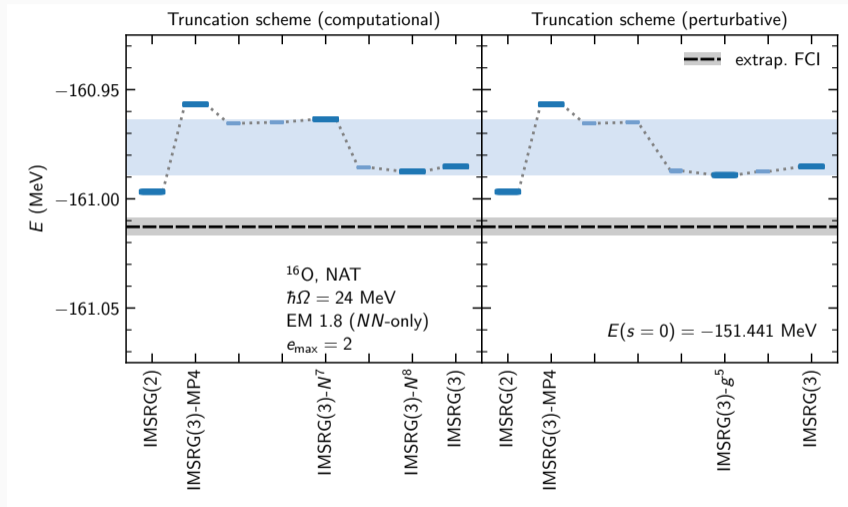 Truncation scheme (computational)
Truncation scheme (perturbative)
extrap. FCI
−160.95
−161.00
−161.05
E (MeV)
¹⁶O, NAT
ℏΩ = 24 MeV
EM 1.8 (NN-only)
eₘₐₓ = 2
E(s = 0) = −151.441 MeV
IMSRG(2)
IMSRG(3)-MP4
IMSRG(3)-N⁷
IMSRG(3)-N⁸
IMSRG(3)
IMSRG(2)
IMSRG(3)-MP4
IMSRG(3)-g⁵
IMSRG(3)